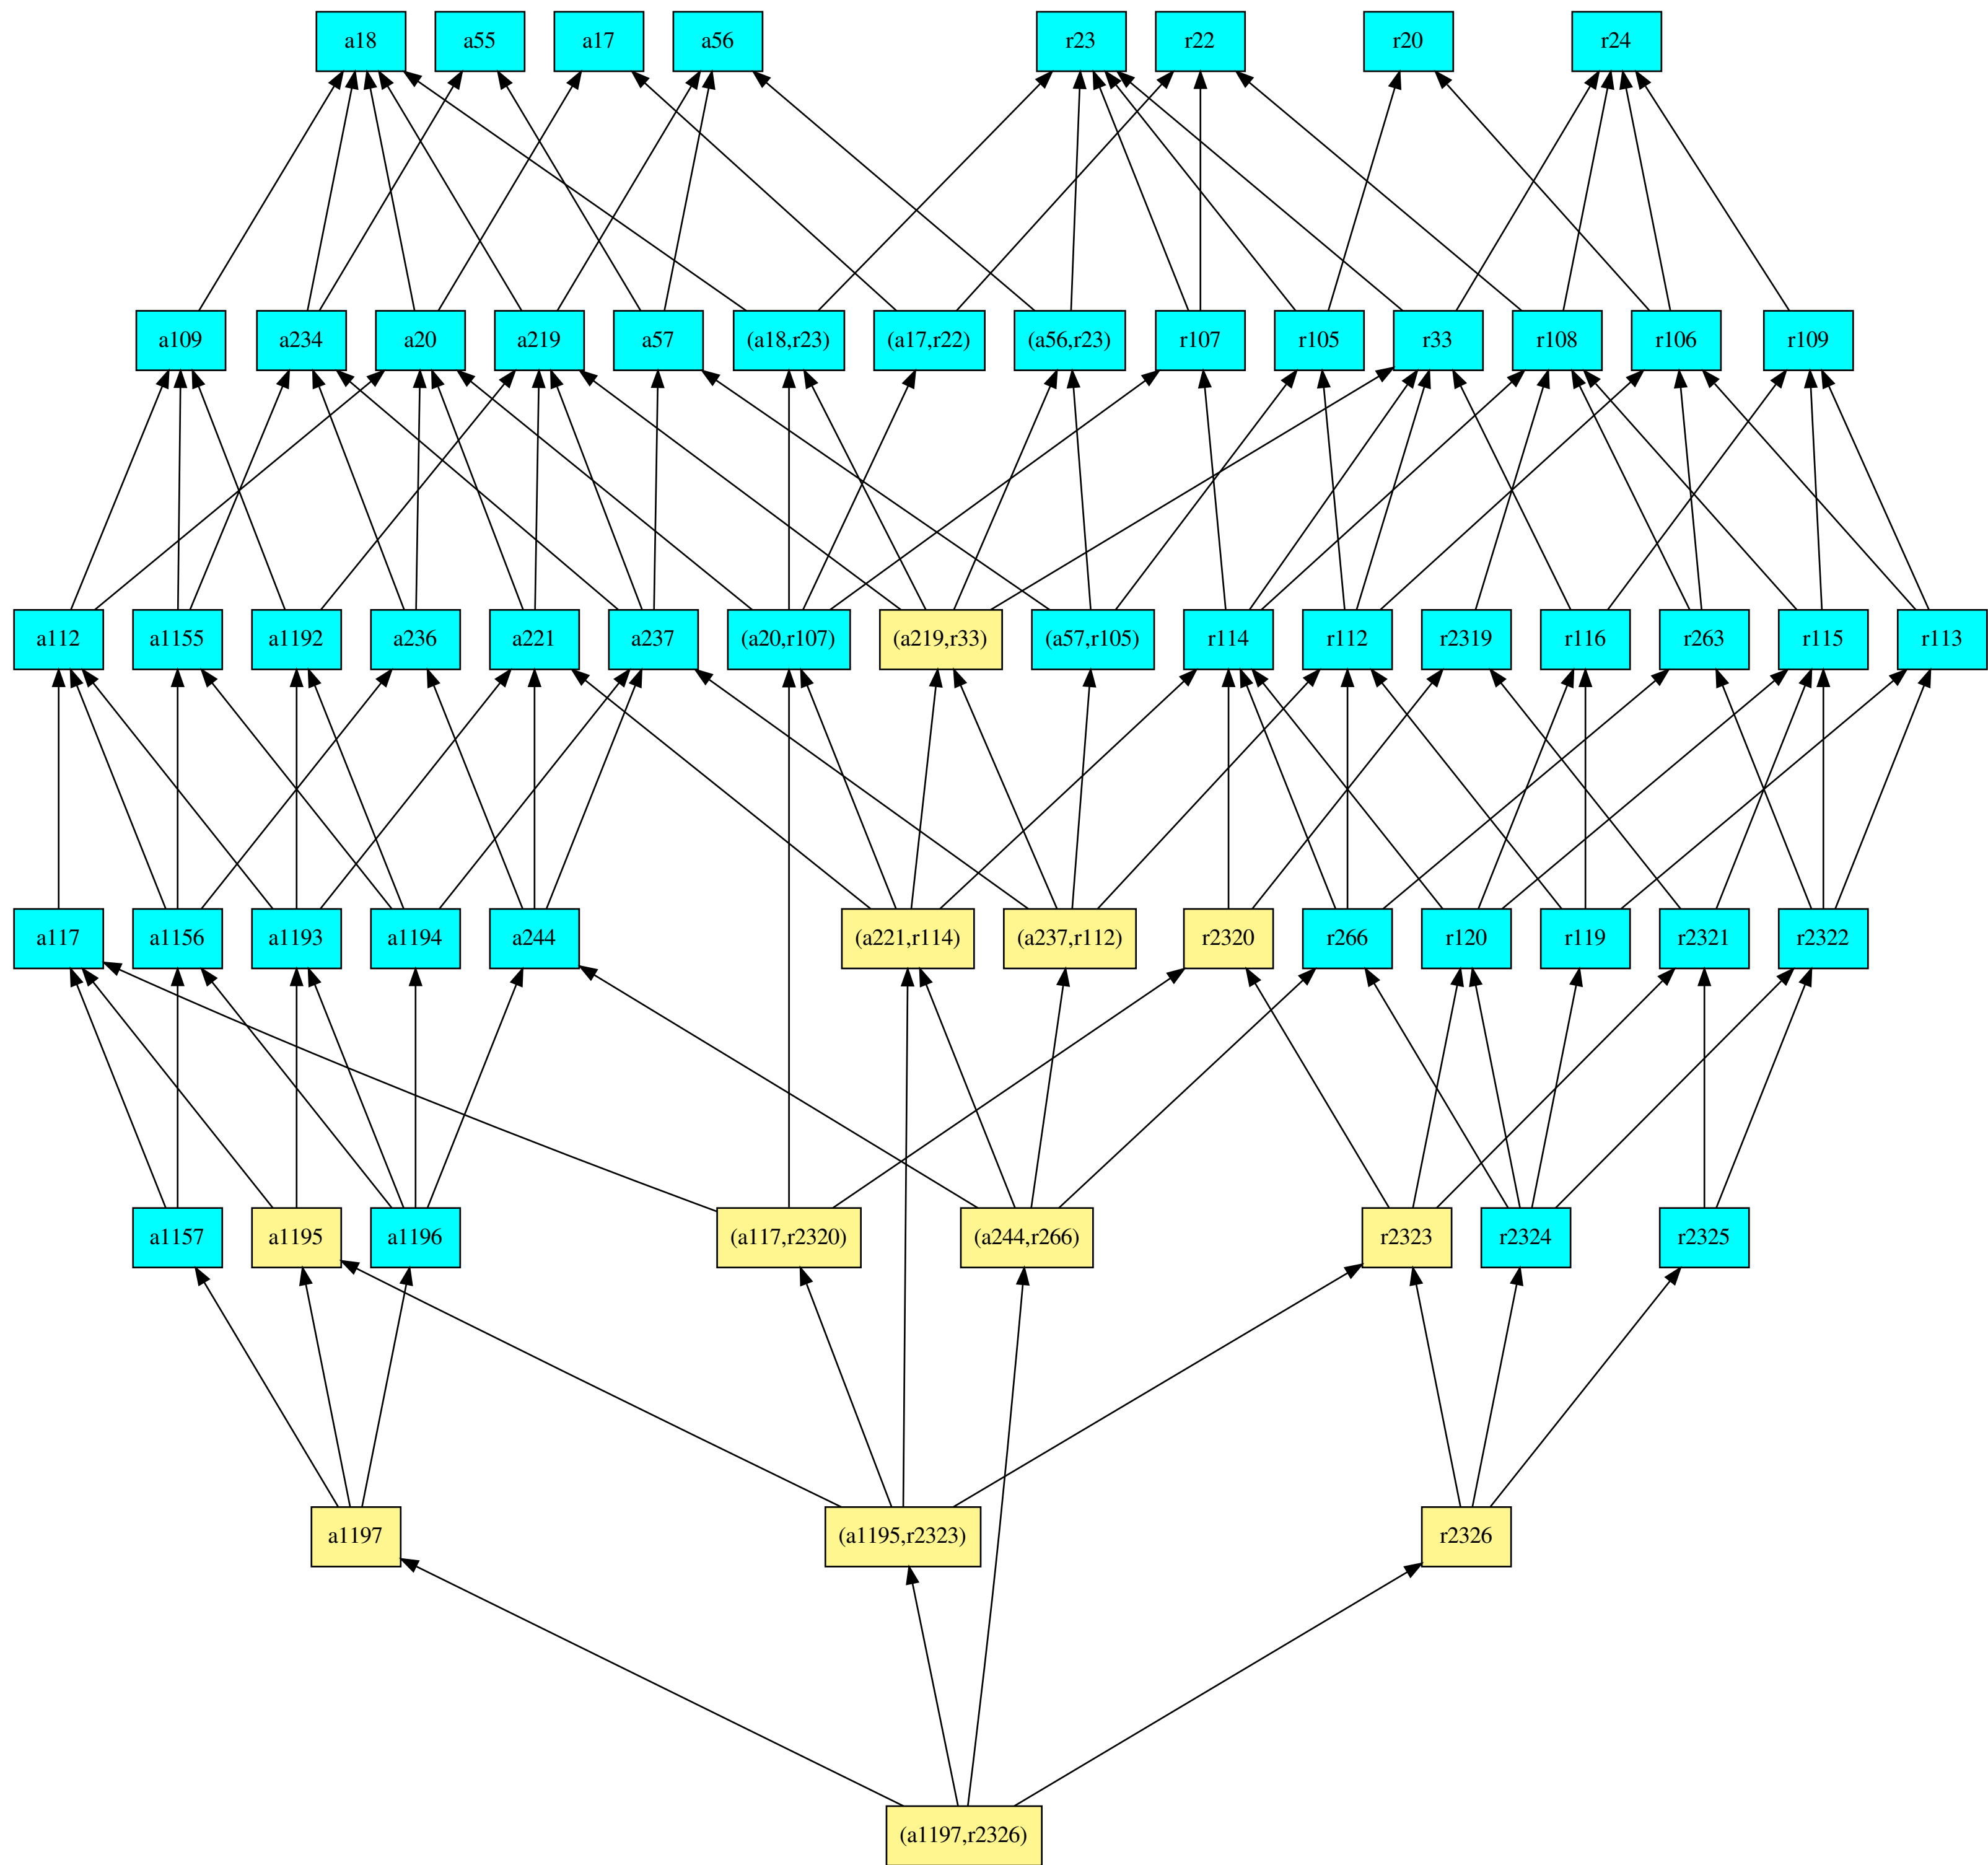 a18
a55
a17
a56
r23
r22
r20
r24
a109
a234
a20
a219
a57
(a18,r23)
(a17,r22)
(a56,r23)
r107
r105
r33
r108
r106
r109
a112
a1155
a1192
a236
a221
a237
(a20,r107)
(a219,r33)
(a57,r105)
r114
r112
r2319
r116
r263
r115
r113
a117
a1156
a1193
a1194
a244
(a221,r114)
(a237,r112)
r2320
r266
r120
r119
r2321
r2322
a1157
a1195
a1196
(a117,r2320)
(a244,r266)
r2323
r2324
r2325
a1197
(a1195,r2323)
r2326
(a1197,r2326)